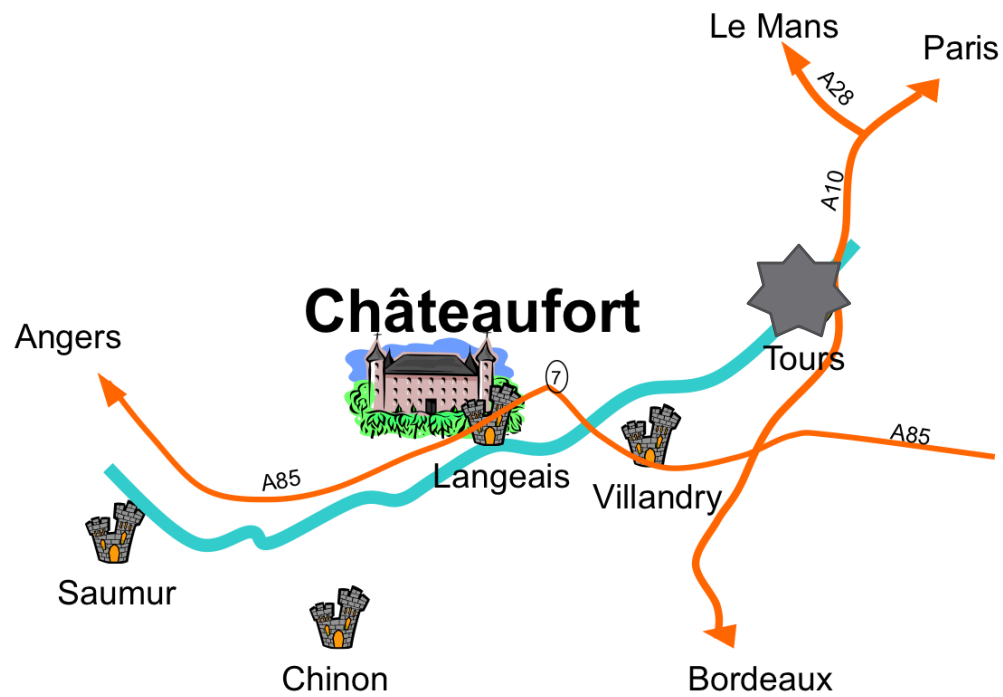 Le Mans
Paris
A28
A10
Châteaufort
Angers
Tours
7
A85
A85
Langeais
Villandry
Saumur
Chinon
Bordeaux